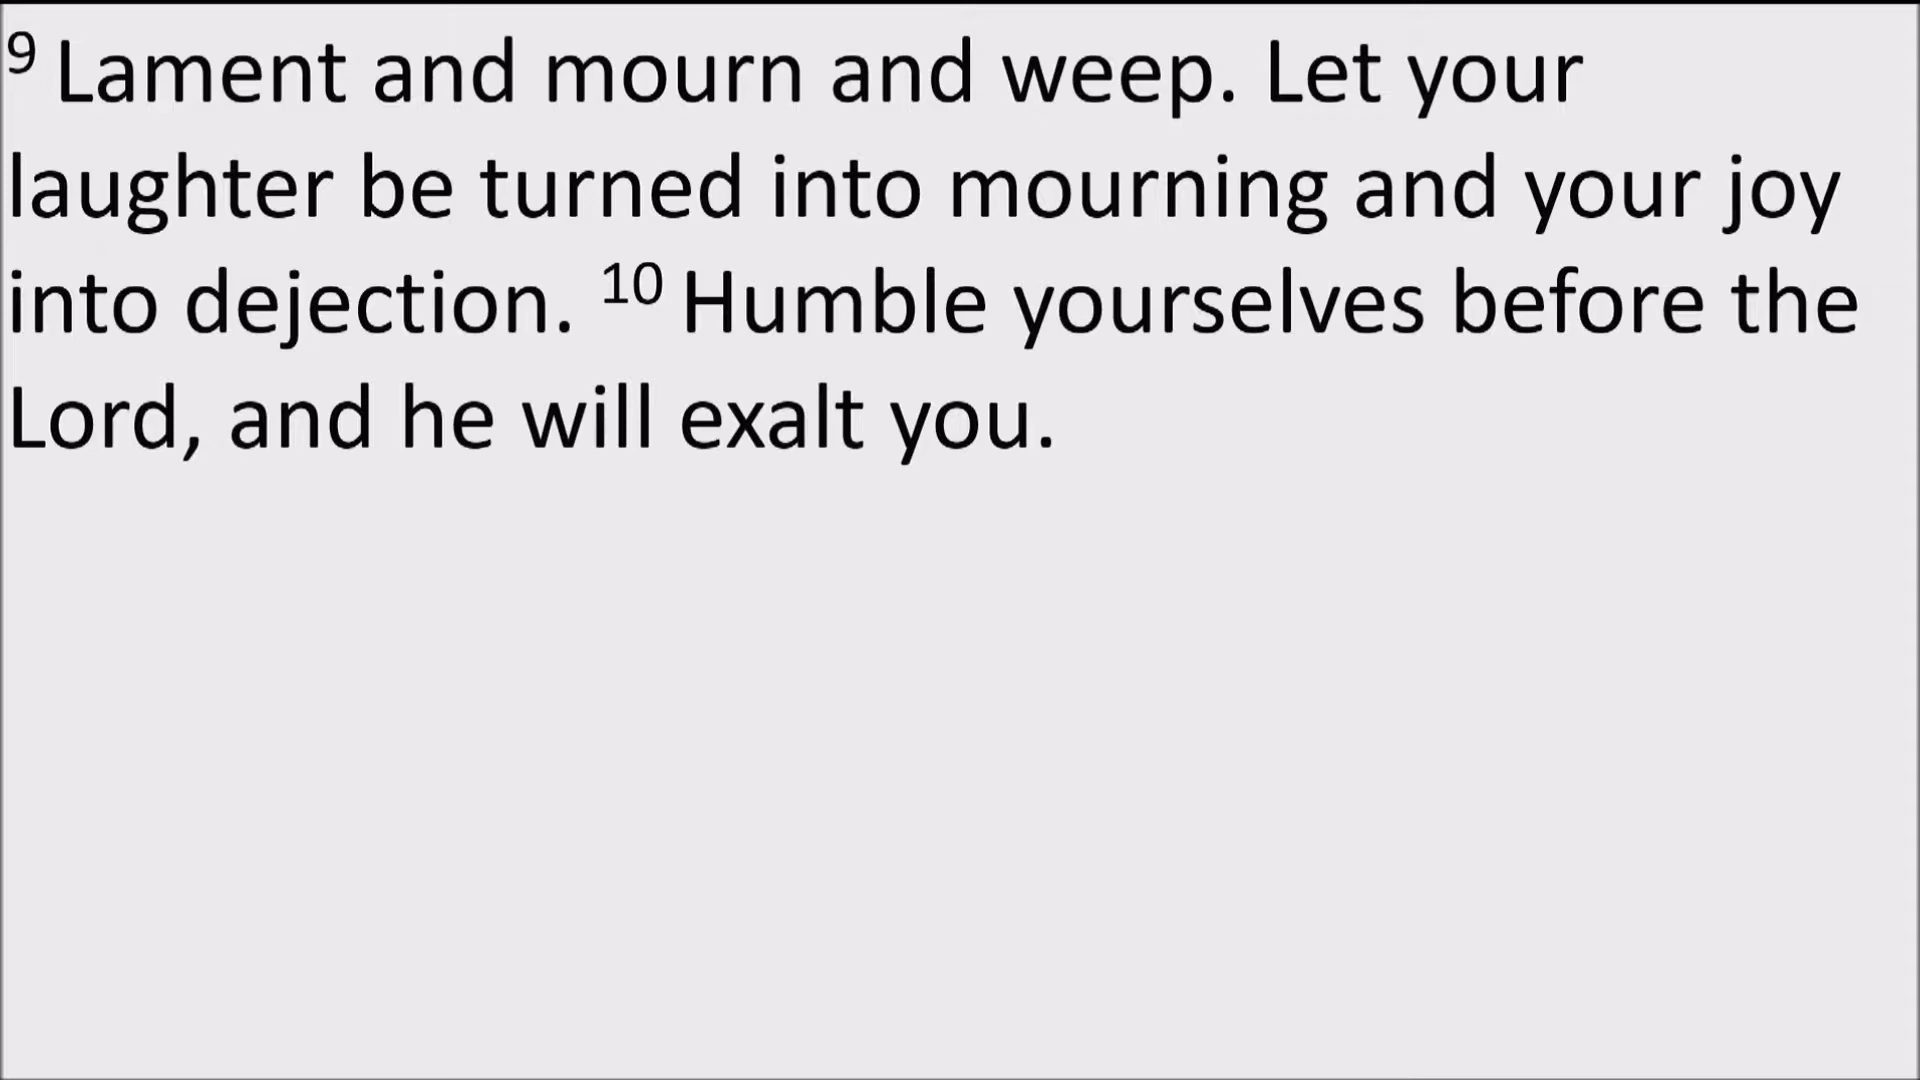 9 Lament and mourn and weep. Let your
laughter be turned into mourning and your joy
into dejection. 10 Humble yourselves before the
Lord, and he will exalt you.